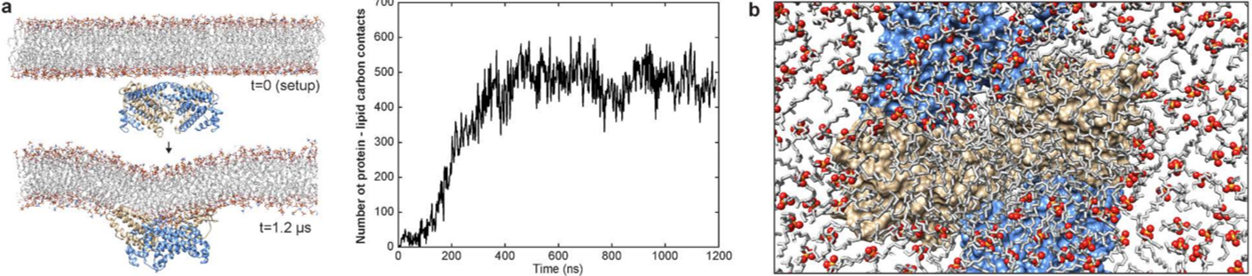 a
t=0 (setup)
t=1.2 µs
Number ot protein - lipid carbon contacts
700
600
500
400
300
200
100
0
0
200
400
600
800
1000
1200
Time (ns)
b